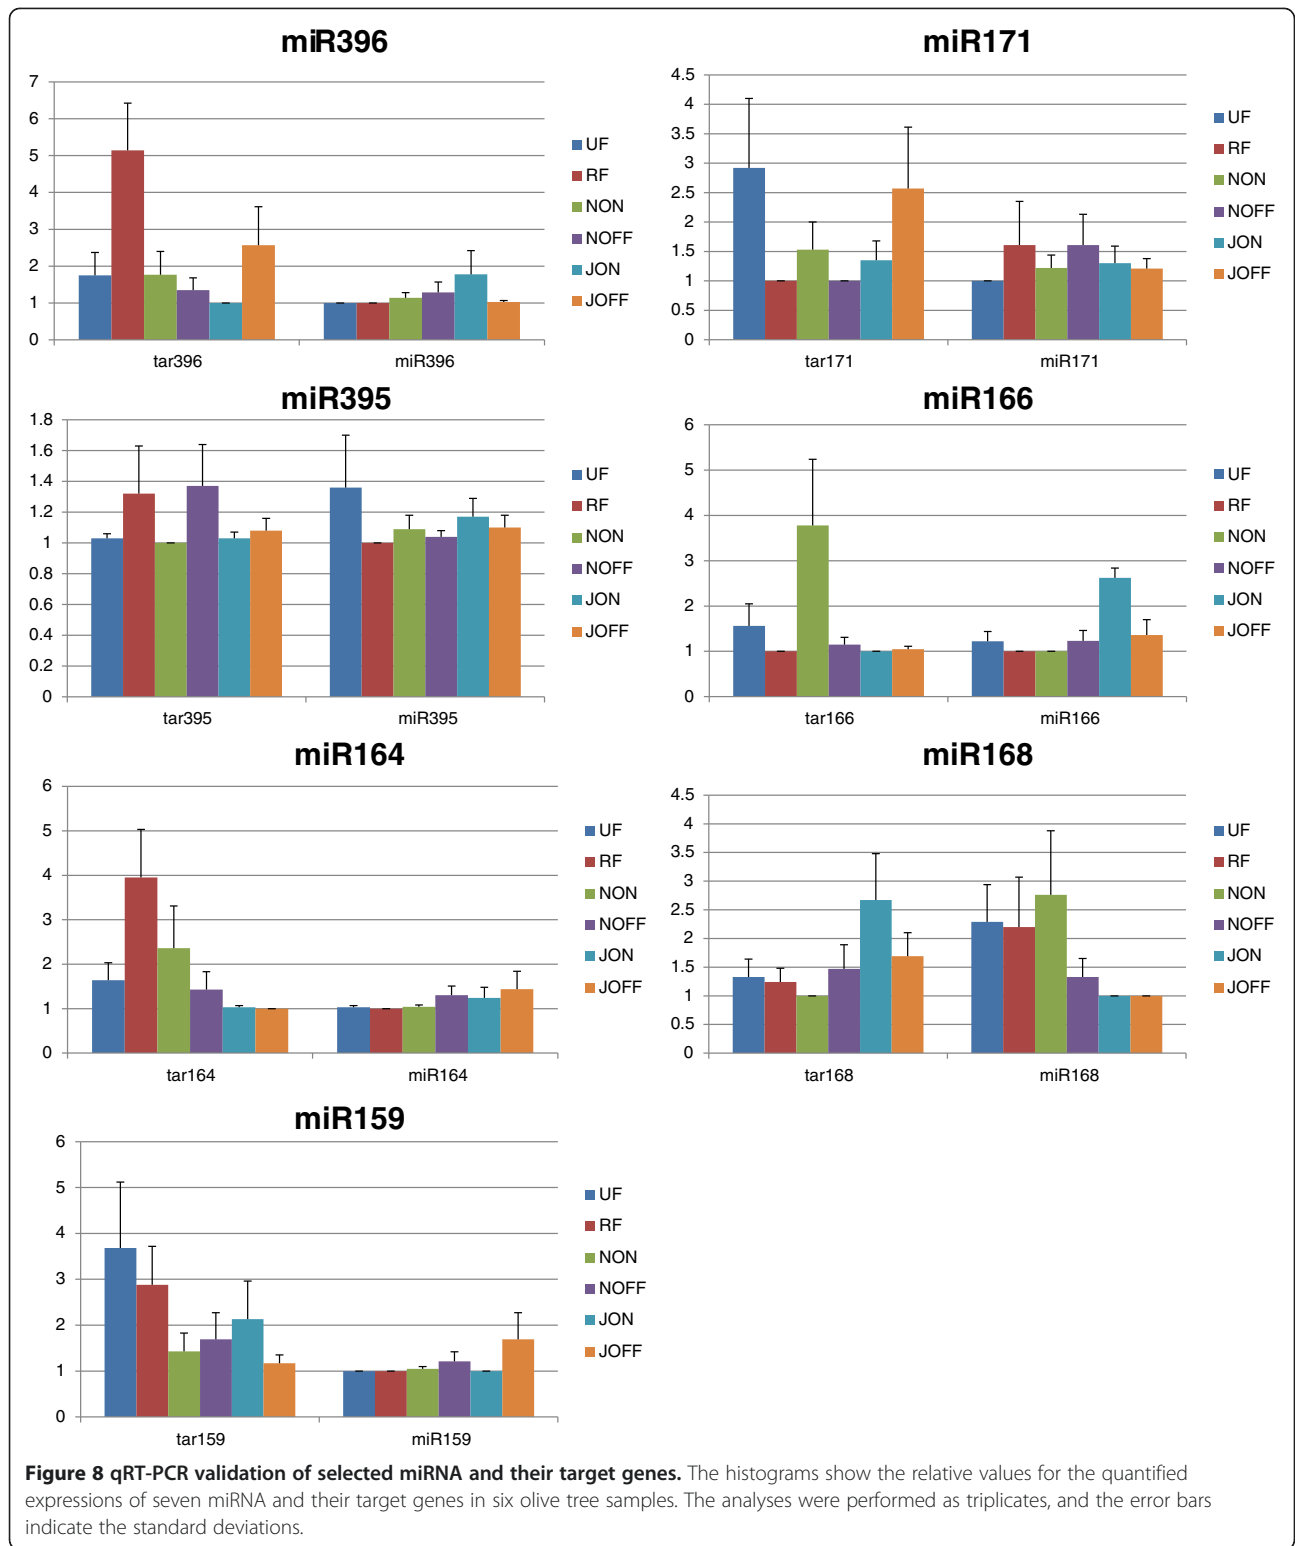 miR396
7
6
5
4
3
2
1
0
tar396
miR396
UF
RF
NON
NOFF
JON
JOFF
miR171
4.5
4
3.5
3
2.5
2
1.5
1
0.5
0
tar171
miR171
UF
RF
NON
NOFF
JON
JOFF
miR395
1.8
1.6
1.4
1.2
1
0.8
0.6
0.4
0.2
0
tar395
miR395
UF
RF
NON
NOFF
JON
JOFF
miR166
6
5
4
3
2
1
0
tar166
miR166
UF
RF
NON
NOFF
JON
JOFF
miR164
6
5
4
3
2
1
0
tar164
miR164
UF
RF
NON
NOFF
JON
JOFF
miR168
4.5
4
3.5
3
2.5
2
1.5
1
0.5
0
tar168
miR168
UF
RF
NON
NOFF
JON
JOFF
miR159
6
5
4
3
2
1
0
tar159
miR159
UF
RF
NON
NOFF
JON
JOFF
Figure 8 qRT-PCR validation of selected miRNA and their target genes. The histograms show the relative values for the quantified
expressions of seven miRNA and their target genes in six olive tree samples. The analyses were performed as triplicates, and the error bars
indicate the standard deviations.